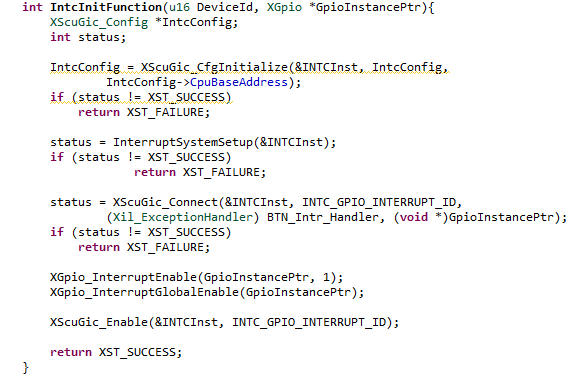 int IntcInitFunction(u16 DeviceId, XGpio *GpioInstancePtr){
XScuGic_Config *IntcConfig;
int status;
IntcConfig = XScuGic_CfgInitialize(&INTCInst, IntcConfig,
IntcConfig->CpuBaseAddress);
if (status != XST_SUCCESS)
return XST_FAILURE;
status = InterruptSystemSetup(&INTCInst);
if (status != XST_SUCCESS)
return XST_FAILURE;
status = XScuGic_Connect(&INTCInst, INTC_GPIO_INTERRUPT_ID,
(Xil_ExceptionHandler) BTN_Intr_Handler, (void *)GpioInstancePtr);
if (status != XST_SUCCESS)
return XST_FAILURE;
XGpio_InterruptEnable(GpioInstancePtr, 1);
XGpio_InterruptGlobalEnable(GpioInstancePtr);
XScuGic_Enable(&INTCInst, INTC_GPIO_INTERRUPT_ID);
return XST_SUCCESS;
}